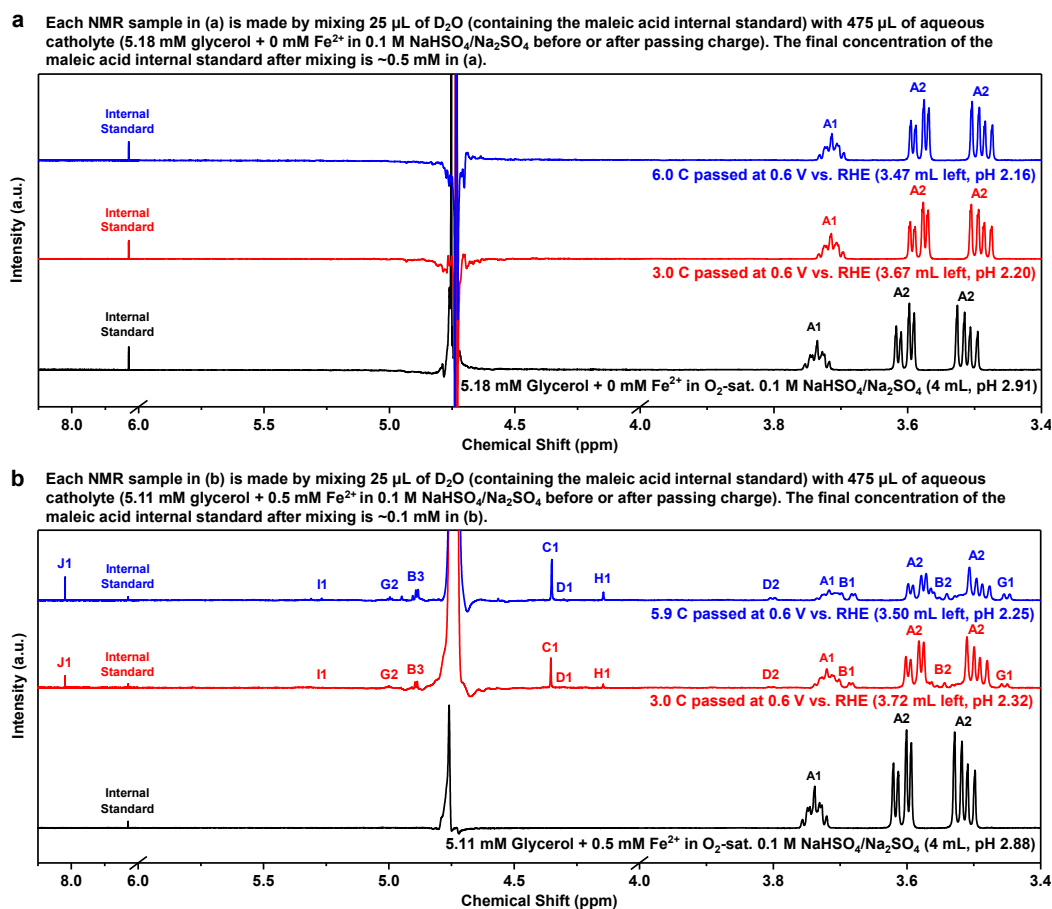 a
Each NMR sample in (a) is made by mixing 25 µL of D₂O (containing the maleic acid internal standard) with 475 µL of aqueous
catholyte (5.18 mM glycerol + 0 mM Fe²⁺ in 0.1 M NaHSO₄/Na₂SO₄ before or after passing charge). The final concentration of the
maleic acid internal standard after mixing is ~0.5 mM in (a).
Internal
Standard
A1
A2
A2
6.0 C passed at 0.6 V vs. RHE (3.47 mL left, pH 2.16)
Internal
Standard
A1
A2
A2
3.0 C passed at 0.6 V vs. RHE (3.67 mL left, pH 2.20)
Internal
Standard
A1
A2
A2
5.18 mM Glycerol + 0 mM Fe²⁺ in O₂-sat. 0.1 M NaHSO₄/Na₂SO₄ (4 mL, pH 2.91)
Intensity (a.u.)
8.0 6.0 5.5 5.0 4.5 4.0 3.8 3.7 3.6 3.5 3.4
Chemical Shift (ppm)
b
Each NMR sample in (b) is made by mixing 25 µL of D₂O (containing the maleic acid internal standard) with 475 µL of aqueous
catholyte (5.11 mM glycerol + 0.5 mM Fe²⁺ in 0.1 M NaHSO₄/Na₂SO₄ before or after passing charge). The final concentration of the
maleic acid internal standard after mixing is ~0.1 mM in (b).
J1
Internal
Standard
I1
G2
B3
C1
D1
H1
D2
A1
B1
A2
B2
A2
G1
5.9 C passed at 0.6 V vs. RHE (3.50 mL left, pH 2.25)
J1
Internal
Standard
I1
G2
B3
C1
D1
H1
D2
A1
B1
A2
B2
A2
G1
3.0 C passed at 0.6 V vs. RHE (3.72 mL left, pH 2.32)
Internal
Standard
A1
A2
A2
5.11 mM Glycerol + 0.5 mM Fe²⁺ in O₂-sat. 0.1 M NaHSO₄/Na₂SO₄ (4 mL, pH 2.88)
Intensity (a.u.)
8.0 6.0 5.5 5.0 4.5 4.0 3.8 3.7 3.6 3.5 3.4
Chemical Shift (ppm)